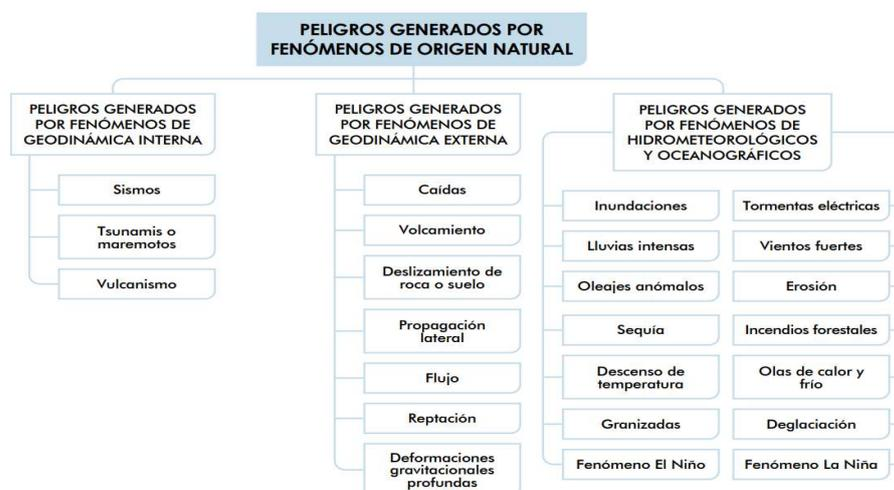 PELIGROS GENERADOS POR
FENÓMENOS DE ORIGEN NATURAL
PELIGROS GENERADOS
POR FENÓMENOS DE
GEODINÁMICA INTERNA
Sismos
Tsunamis o
maremotos
Vulcanismo
PELIGROS GENERADOS
POR FENÓMENOS DE
GEODINÁMICA EXTERNA
Caídas
Volcamiento
Deslizamiento de
roca o suelo
Propagación
lateral
Flujo
Reptación
Deformaciones
gravitacionales
profundas
PELIGROS GENERADOS
POR FENÓMENOS DE
HIDROMETEOROLÓGICOS
Y OCEANOGRÁFICOS
Inundaciones
Lluvias intensas
Oleajes anómalos
Sequía
Descenso de
temperatura
Granizadas
Fenómeno El Niño
Tormentas eléctricas
Vientos fuertes
Erosión
Incendios forestales
Olas de calor y
frío
Deglaciación
Fenómeno La Niña